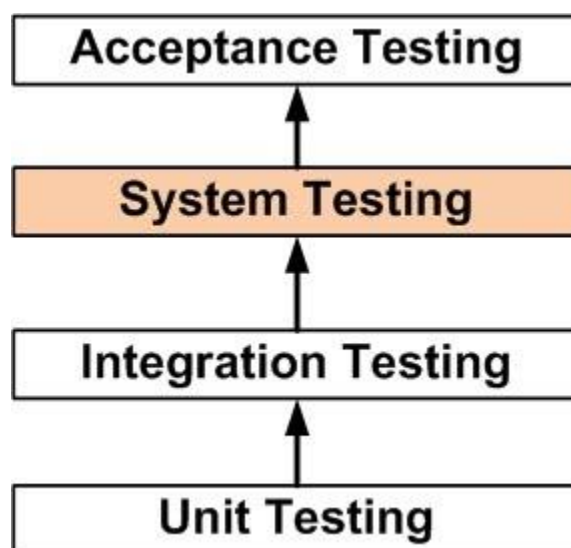 Acceptance Testing
System Testing
Integration Testing
Unit Testing